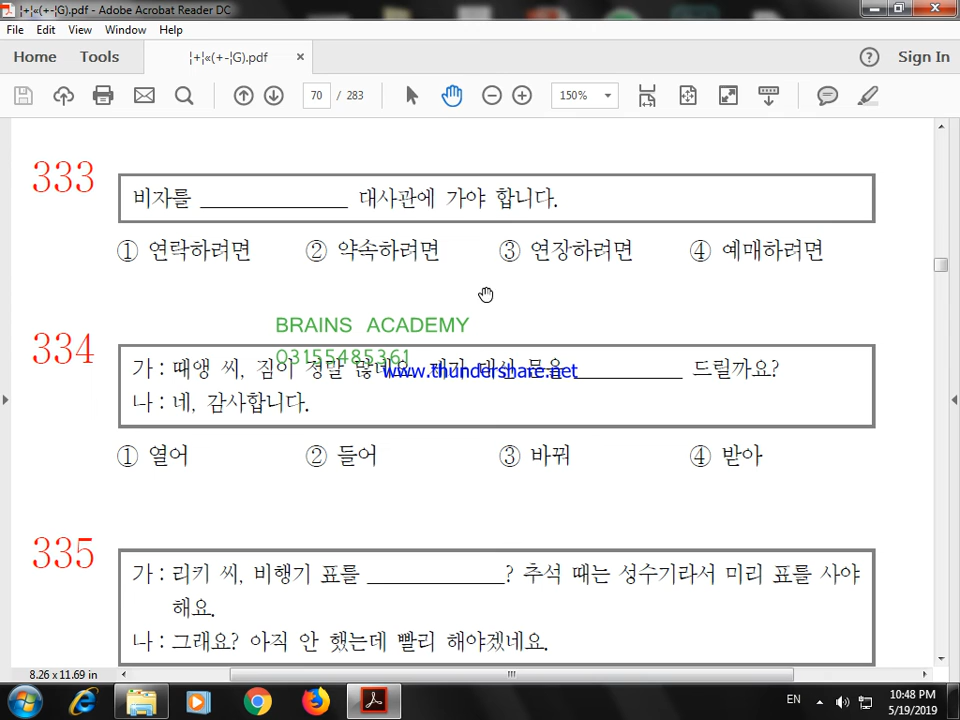 ¦+¦«(+-¦G).pdf - Adobe Acrobat Reader DC
File Edit View Window Help
Home Tools ¦+¦«(+-¦G).pdf × Sign In
70 / 283 150%
333
비자를 ______________ 대사관에 가야 합니다.
① 연락하려면 ② 약속하려면 ③ 연장하려면 ④ 예매하려면
BRAINS ACADEMY
03155485361
www.thundershare.net
334
가 : 때앵 씨, 짐이 정말 많네요. 제가 대신 문을 ___________ 드릴까요?
나 : 네, 감사합니다.
① 열어 ② 들어 ③ 바꿔 ④ 받아
335
가 : 리키 씨, 비행기 표를 ______________? 추석 때는 성수기라서 미리 표를 사야
해요.
나 : 그래요? 아직 안 했는데 빨리 해야겠네요.
8.26 x 11.69 in
EN 10:48 PM
5/19/2019